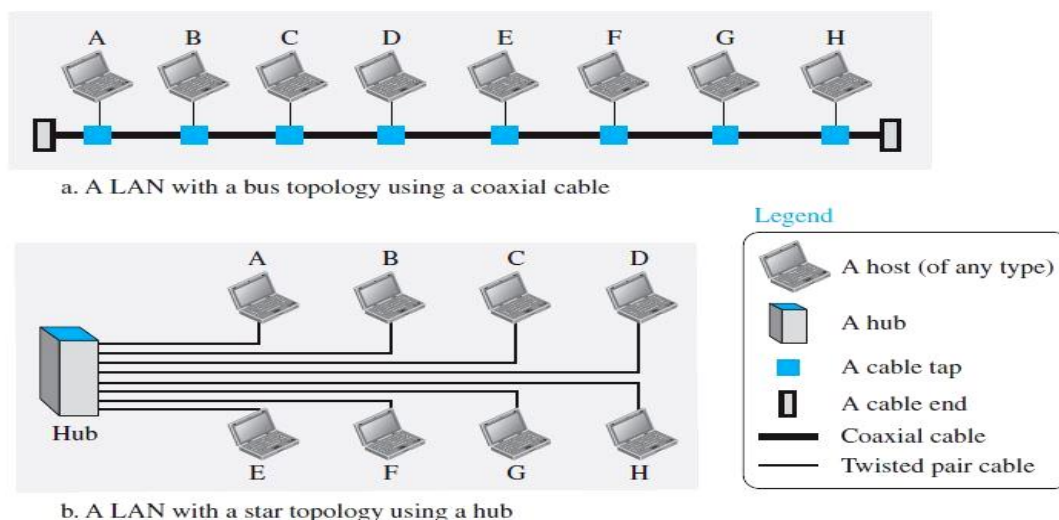 A B C D E F G H
a. A LAN with a bus topology using a coaxial cable
A B C D
Hub
E F G H
b. A LAN with a star topology using a hub
Legend
A host (of any type)
A hub
A cable tap
A cable end
Coaxial cable
Twisted pair cable